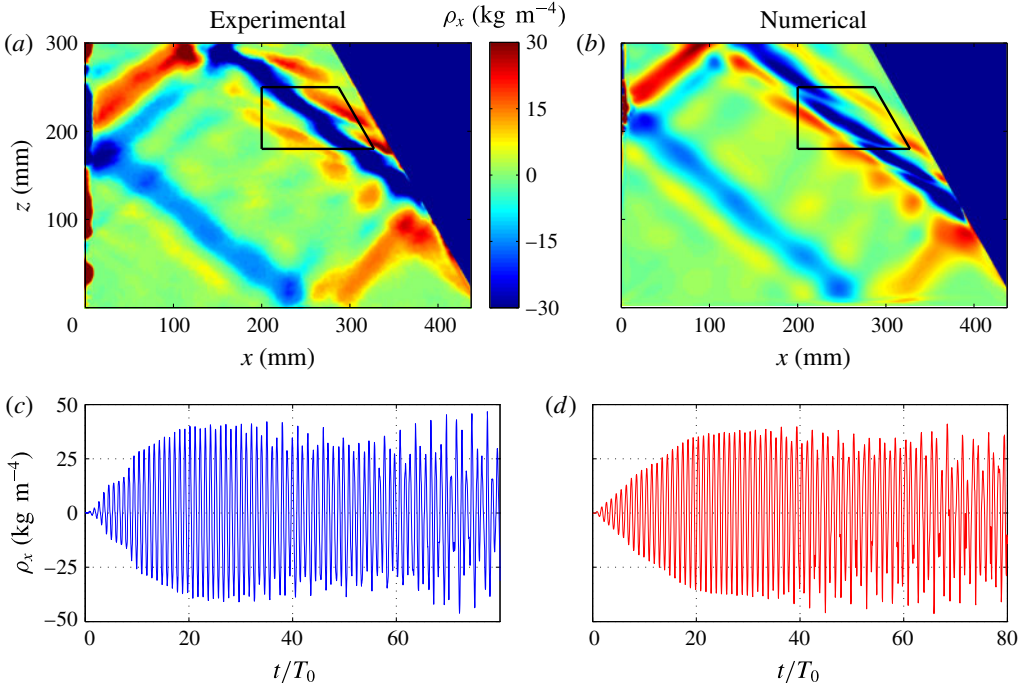 Experimental ρx (kg m−4) Numerical
(a) (b)
300 30
200 15
z (mm) 0
100 −15
−30
0 100 200 300 400 0 100 200 300 400
x (mm) x (mm)
(c) (d)
50
25
ρx (kg m−4) 0
−25
−50
0 20 40 60 0 20 40 60 80
t/T0 t/T0